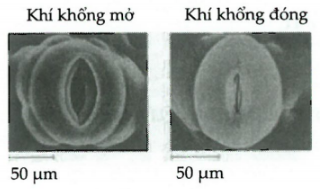 Khí khổng mở
Khí khổng đóng
50 µm
50 µm